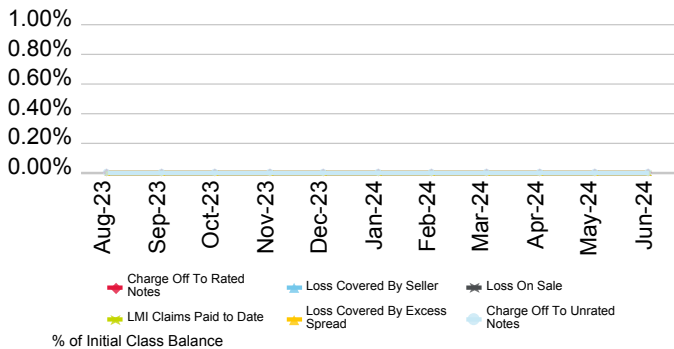 1.00%
0.80%
0.60%
0.40%
0.20%
0.00%
Aug-23
Sep-23
Oct-23
Nov-23
Dec-23
Jan-24
Feb-24
Mar-24
Apr-24
May-24
Jun-24
Charge Off To Rated
Notes
Loss Covered By Seller
Loss On Sale
LMI Claims Paid to Date
Loss Covered By Excess
Spread
Charge Off To Unrated
Notes
% of Initial Class Balance